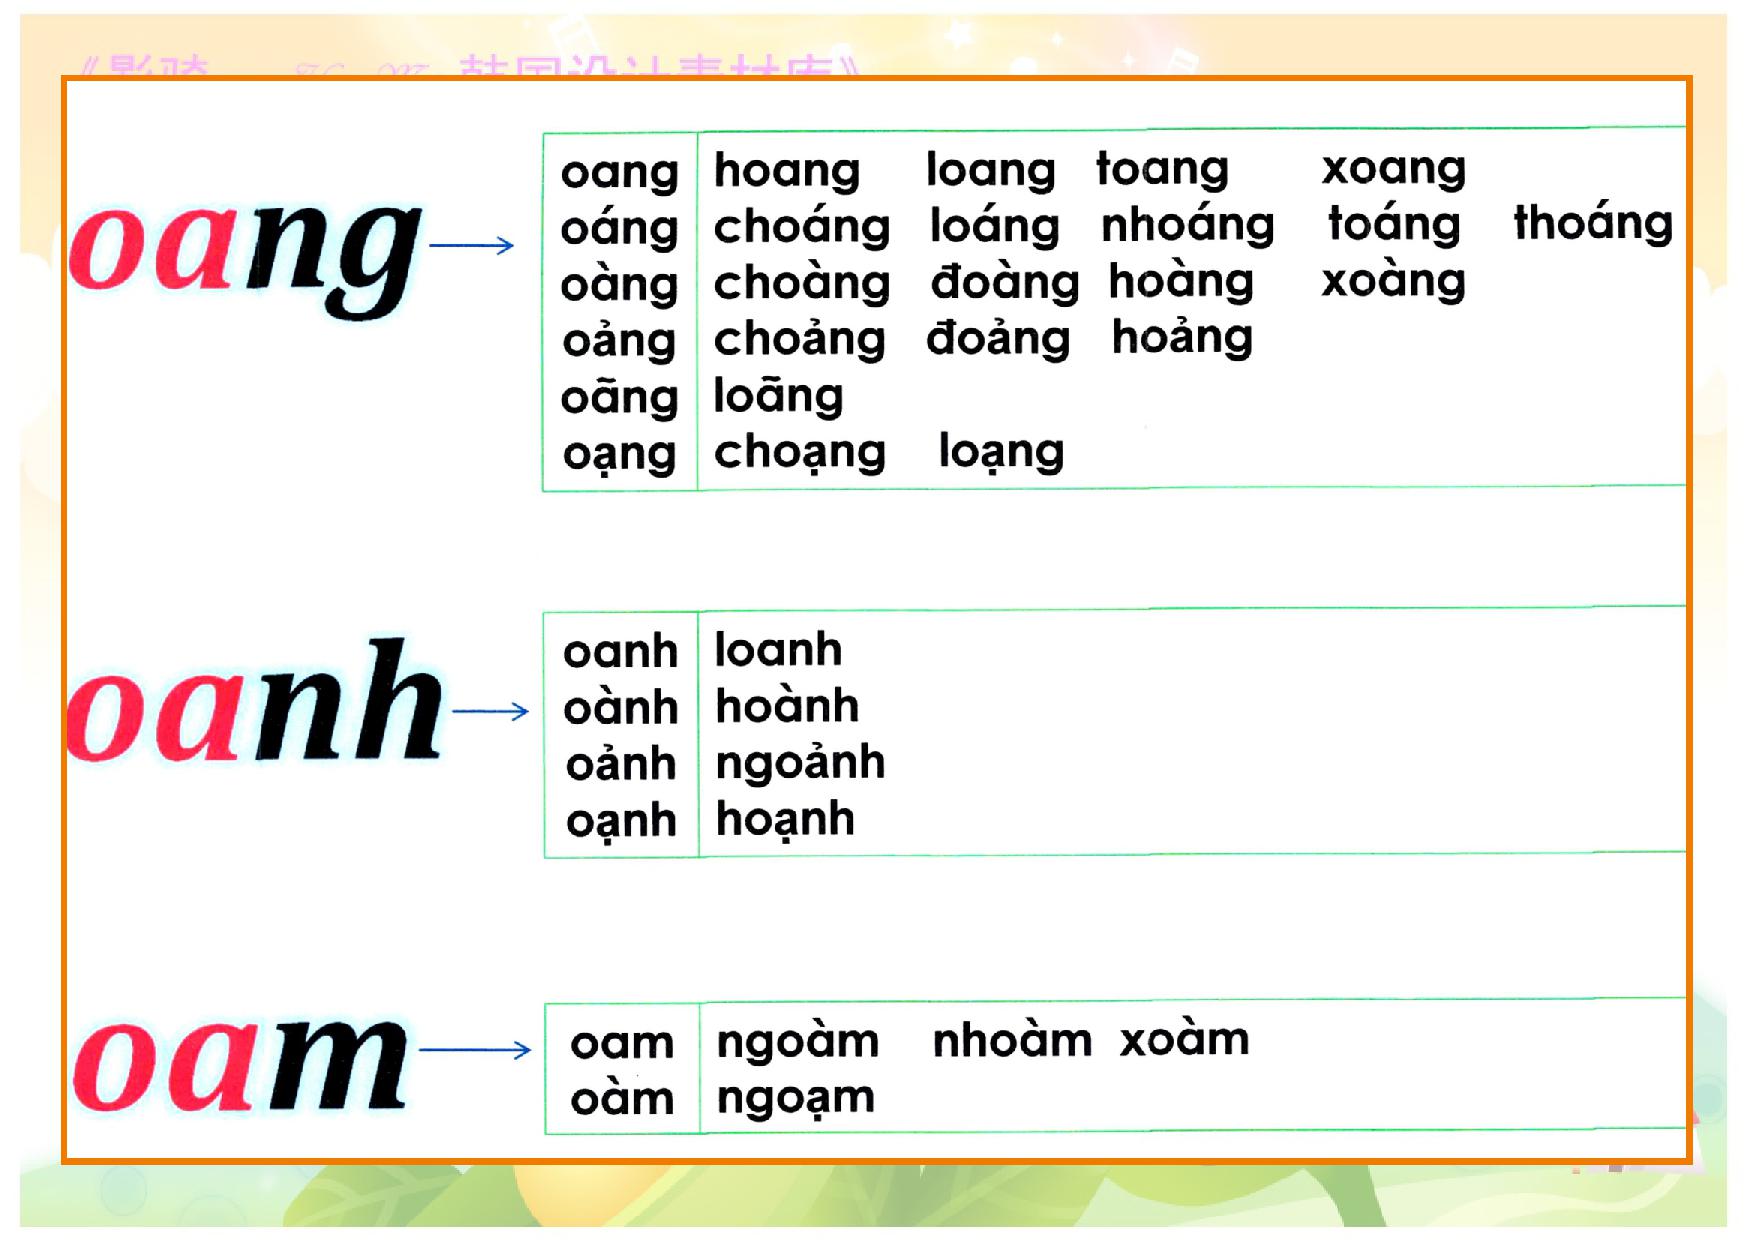 oang
oang hoang loang toang xoang
oáng choáng loáng nhoáng toáng thoáng
oàng choàng đoàng hoàng xoàng
oảng choảng đoảng hoảng
oãng loãng
oạng choạng loạng
oanh
oanh loanh
oành hoành
oảnh ngoảnh
oạnh hoạnh
oam
oam ngoàm nhoàm xoàm
oàm ngoạm